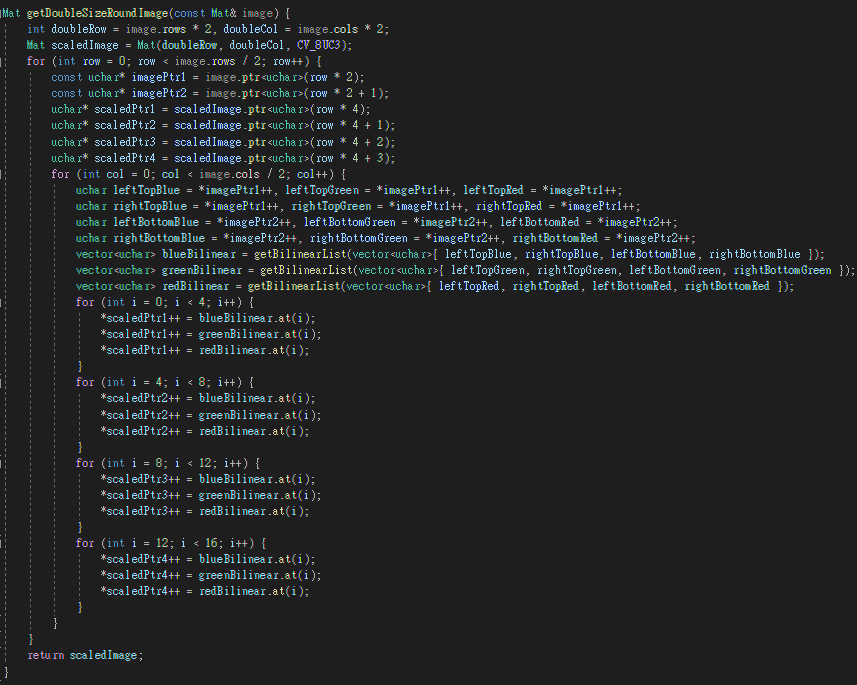 Mat getDoubleSizeRoundImage(const Mat& image) {
    int doubleRow = image.rows * 2, doubleCol = image.cols * 2;
    Mat scaledImage = Mat(doubleRow, doubleCol, CV_8UC3);
    for (int row = 0; row < image.rows / 2; row++) {
        const uchar* imagePtr1 = image.ptr<uchar>(row * 2);
        const uchar* imagePtr2 = image.ptr<uchar>(row * 2 + 1);
        uchar* scaledPtr1 = scaledImage.ptr<uchar>(row * 4);
        uchar* scaledPtr2 = scaledImage.ptr<uchar>(row * 4 + 1);
        uchar* scaledPtr3 = scaledImage.ptr<uchar>(row * 4 + 2);
        uchar* scaledPtr4 = scaledImage.ptr<uchar>(row * 4 + 3);
        for (int col = 0; col < image.cols / 2; col++) {
            uchar leftTopBlue = *imagePtr1++, leftTopGreen = *imagePtr1++, leftTopRed = *imagePtr1++;
            uchar rightTopBlue = *imagePtr1++, rightTopGreen = *imagePtr1++, rightTopRed = *imagePtr1++;
            uchar leftBottomBlue = *imagePtr2++, leftBottomGreen = *imagePtr2++, leftBottomRed = *imagePtr2++;
            uchar rightBottomBlue = *imagePtr2++, rightBottomGreen = *imagePtr2++, rightBottomRed = *imagePtr2++;
            vector<uchar> blueBilinear = getBilinearList(vector<uchar>{ leftTopBlue, rightTopBlue, leftBottomBlue, rightBottomBlue });
            vector<uchar> greenBilinear = getBilinearList(vector<uchar>{ leftTopGreen, rightTopGreen, leftBottomGreen, rightBottomGreen });
            vector<uchar> redBilinear = getBilinearList(vector<uchar>{ leftTopRed, rightTopRed, leftBottomRed, rightBottomRed });
            for (int i = 0; i < 4; i++) {
                *scaledPtr1++ = blueBilinear.at(i);
                *scaledPtr1++ = greenBilinear.at(i);
                *scaledPtr1++ = redBilinear.at(i);
            }
            for (int i = 4; i < 8; i++) {
                *scaledPtr2++ = blueBilinear.at(i);
                *scaledPtr2++ = greenBilinear.at(i);
                *scaledPtr2++ = redBilinear.at(i);
            }
            for (int i = 8; i < 12; i++) {
                *scaledPtr3++ = blueBilinear.at(i);
                *scaledPtr3++ = greenBilinear.at(i);
                *scaledPtr3++ = redBilinear.at(i);
            }
            for (int i = 12; i < 16; i++) {
                *scaledPtr4++ = blueBilinear.at(i);
                *scaledPtr4++ = greenBilinear.at(i);
                *scaledPtr4++ = redBilinear.at(i);
            }
        }
    }
    return scaledImage;
}